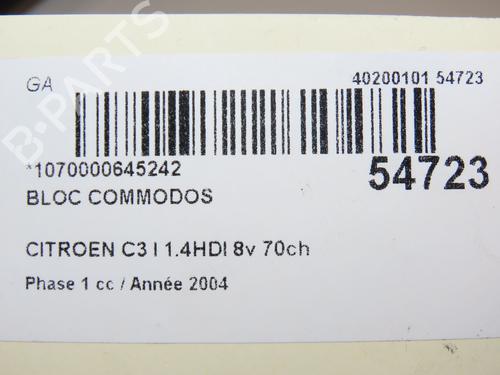 GA
40200101 54723
*1070000645242
54723
BLOC COMMODOS
CITROEN C3 I 1.4HDI 8v 70ch
Phase 1 cc / Année 2004
B-PARTS